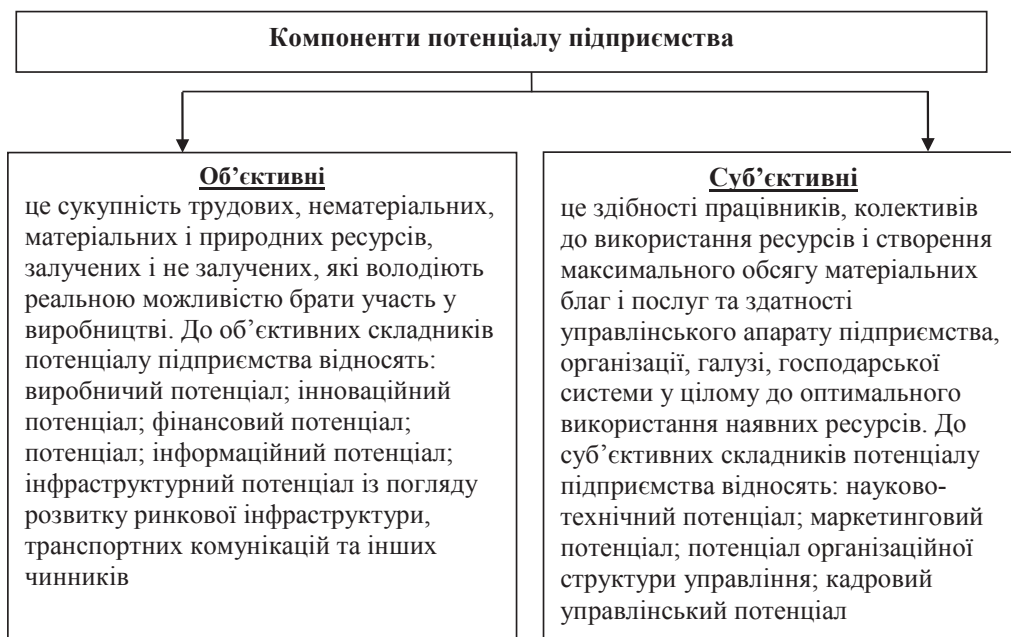 Компоненти потенціалу підприємства
Об’єктивні
це сукупність трудових, нематеріальних,
матеріальних і природних ресурсів,
залучених і не залучених, які володіють
реальною можливістю брати участь у
виробництві. До об’єктивних складників
потенціалу підприємства відносять:
виробничий потенціал; інноваційний
потенціал; фінансовий потенціал;
потенціал; інформаційний потенціал;
інфраструктурний потенціал із погляду
розвитку ринкової інфраструктури,
транспортних комунікацій та інших
чинників
Суб’єктивні
це здібності працівників, колективів
до використання ресурсів і створення
максимального обсягу матеріальних
благ і послуг та здатності
управлінського апарату підприємства,
організації, галузі, господарської
системи у цілому до оптимального
використання наявних ресурсів. До
суб’єктивних складників потенціалу
підприємства відносять: науково-
технічний потенціал; маркетинговий
потенціал; потенціал організаційної
структури управління; кадровий
управлінський потенціал